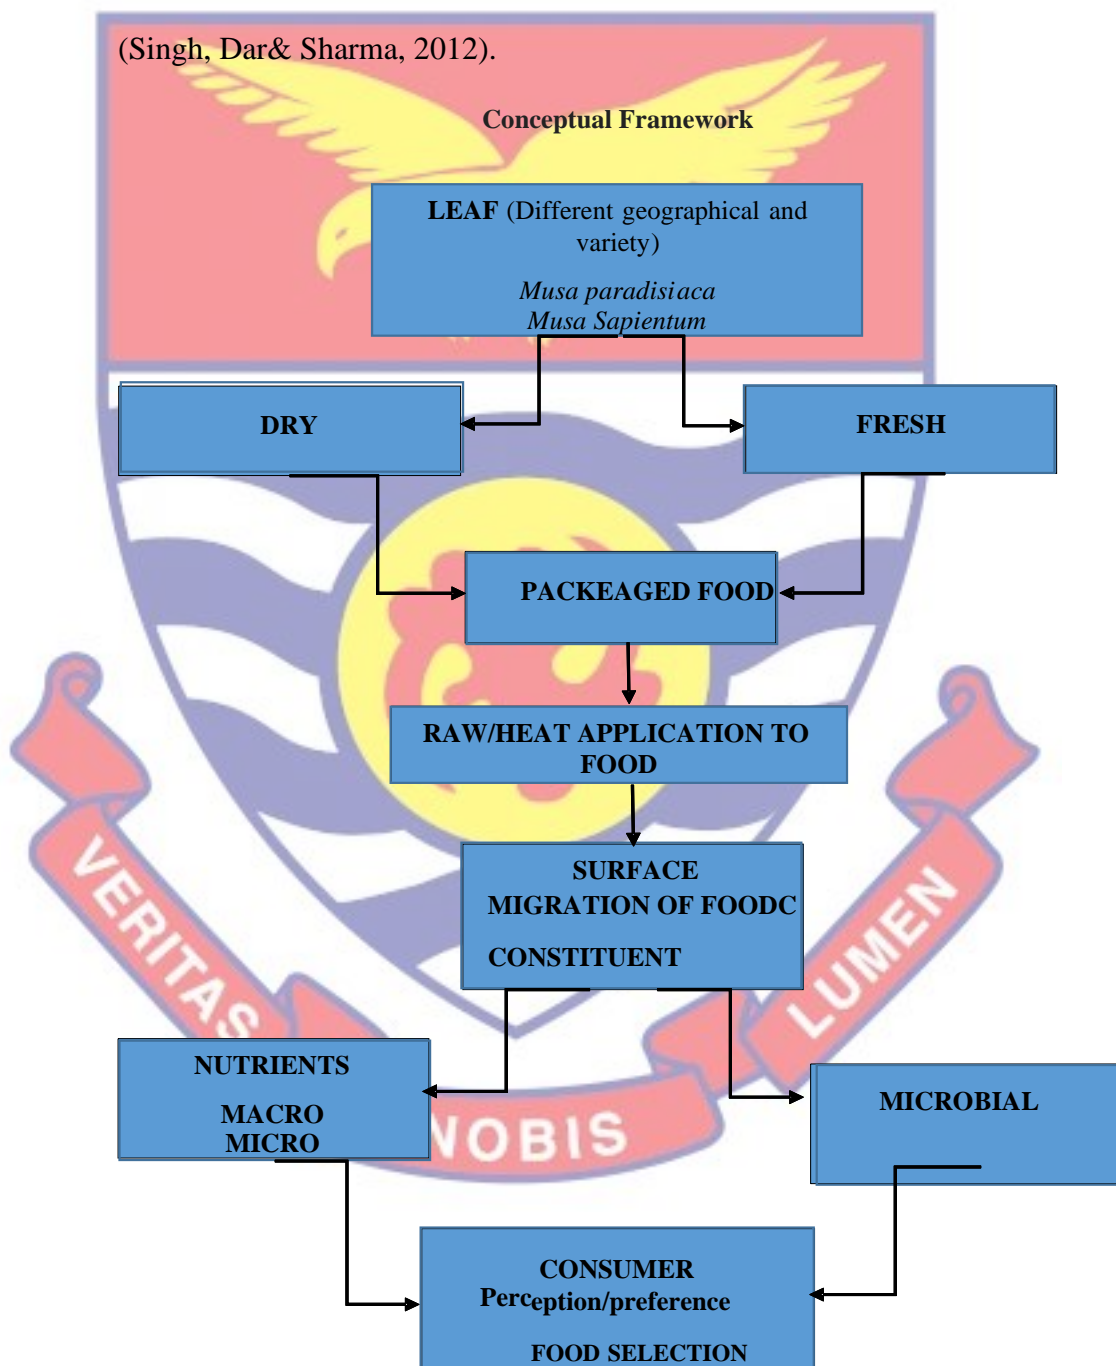 (Singh, Dar& Sharma, 2012).
Conceptual Framework
LEAF (Different geographical and
variety)
Musa paradisiaca
Musa Sapientum
DRY
FRESH
PACKEAGED FOOD
RAW/HEAT APPLICATION TO
FOOD
SURFACE
MIGRATION OF FOODC
CONSTITUENT
VERITAS
NOBIS
LUMEN
NUTRIENTS
MACRO
MICRO
MICROBIAL
CONSUMER
Perception/preference
FOOD SELECTION